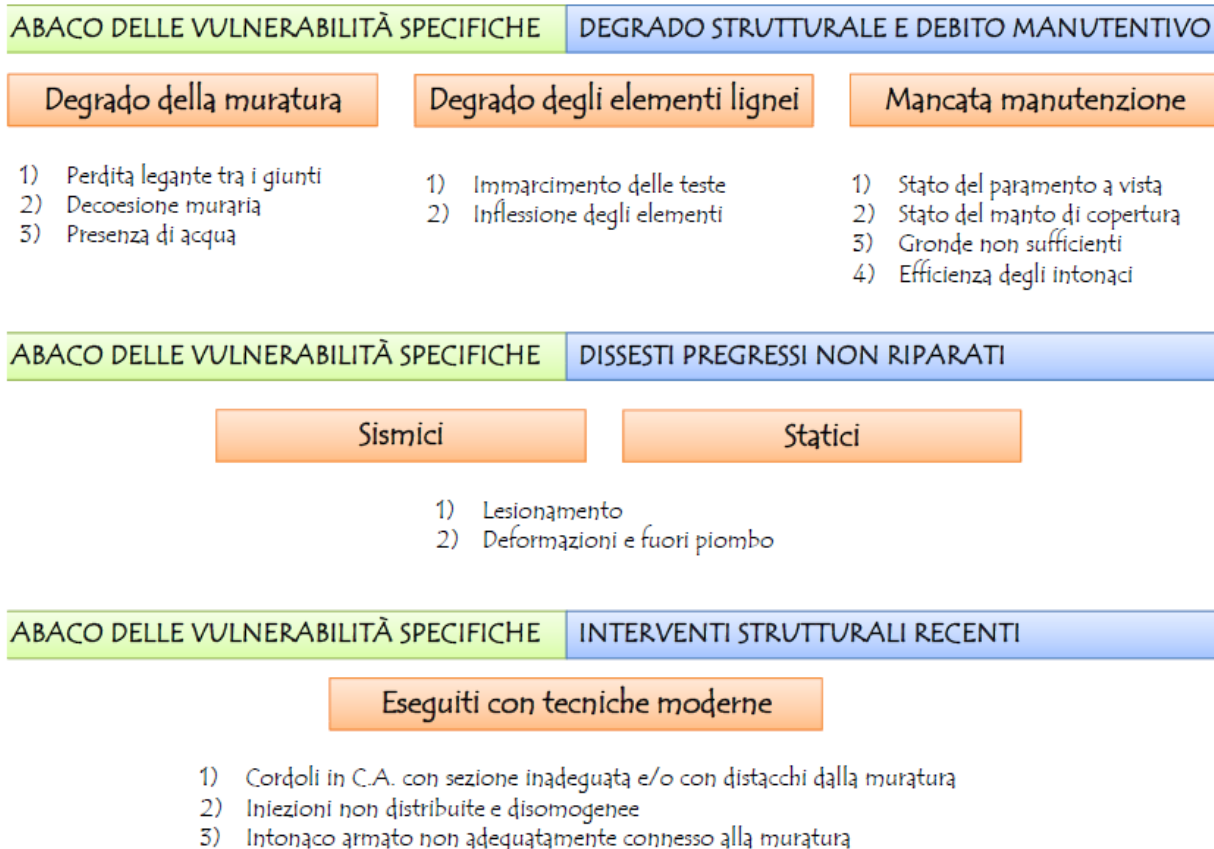 ABACO DELLE VULNERABILITÀ SPECIFICHE DEGRADO STRUTTURALE E DEBITO MANUTENTIVO
Degrado della muratura
1) Perdita legante tra i giunti
2) Decoesione muraria
3) Presenza di acqua
Degrado degli elementi lignei
1) Immarcimento delle teste
2) Inflessione degli elementi
Mancata manutenzione
1) Stato del paramento a vista
2) Stato del manto di copertura
3) Gronde non sufficienti
4) Efficienza degli intonaci
ABACO DELLE VULNERABILITÀ SPECIFICHE DISSESTI PREGRESSI NON RIPARATI
Sismici
Statici
1) Lesionamento
2) Deformazioni e fuori piombo
ABACO DELLE VULNERABILITÀ SPECIFICHE INTERVENTI STRUTTURALI RECENTI
Eseguiti con tecniche moderne
1) Cordoli in C.A. con sezione inadeguata e/o con distacchi dalla muratura
2) Iniezioni non distribuite e disomogenee
3) Intonaco armato non adeguatamente connesso alla muratura